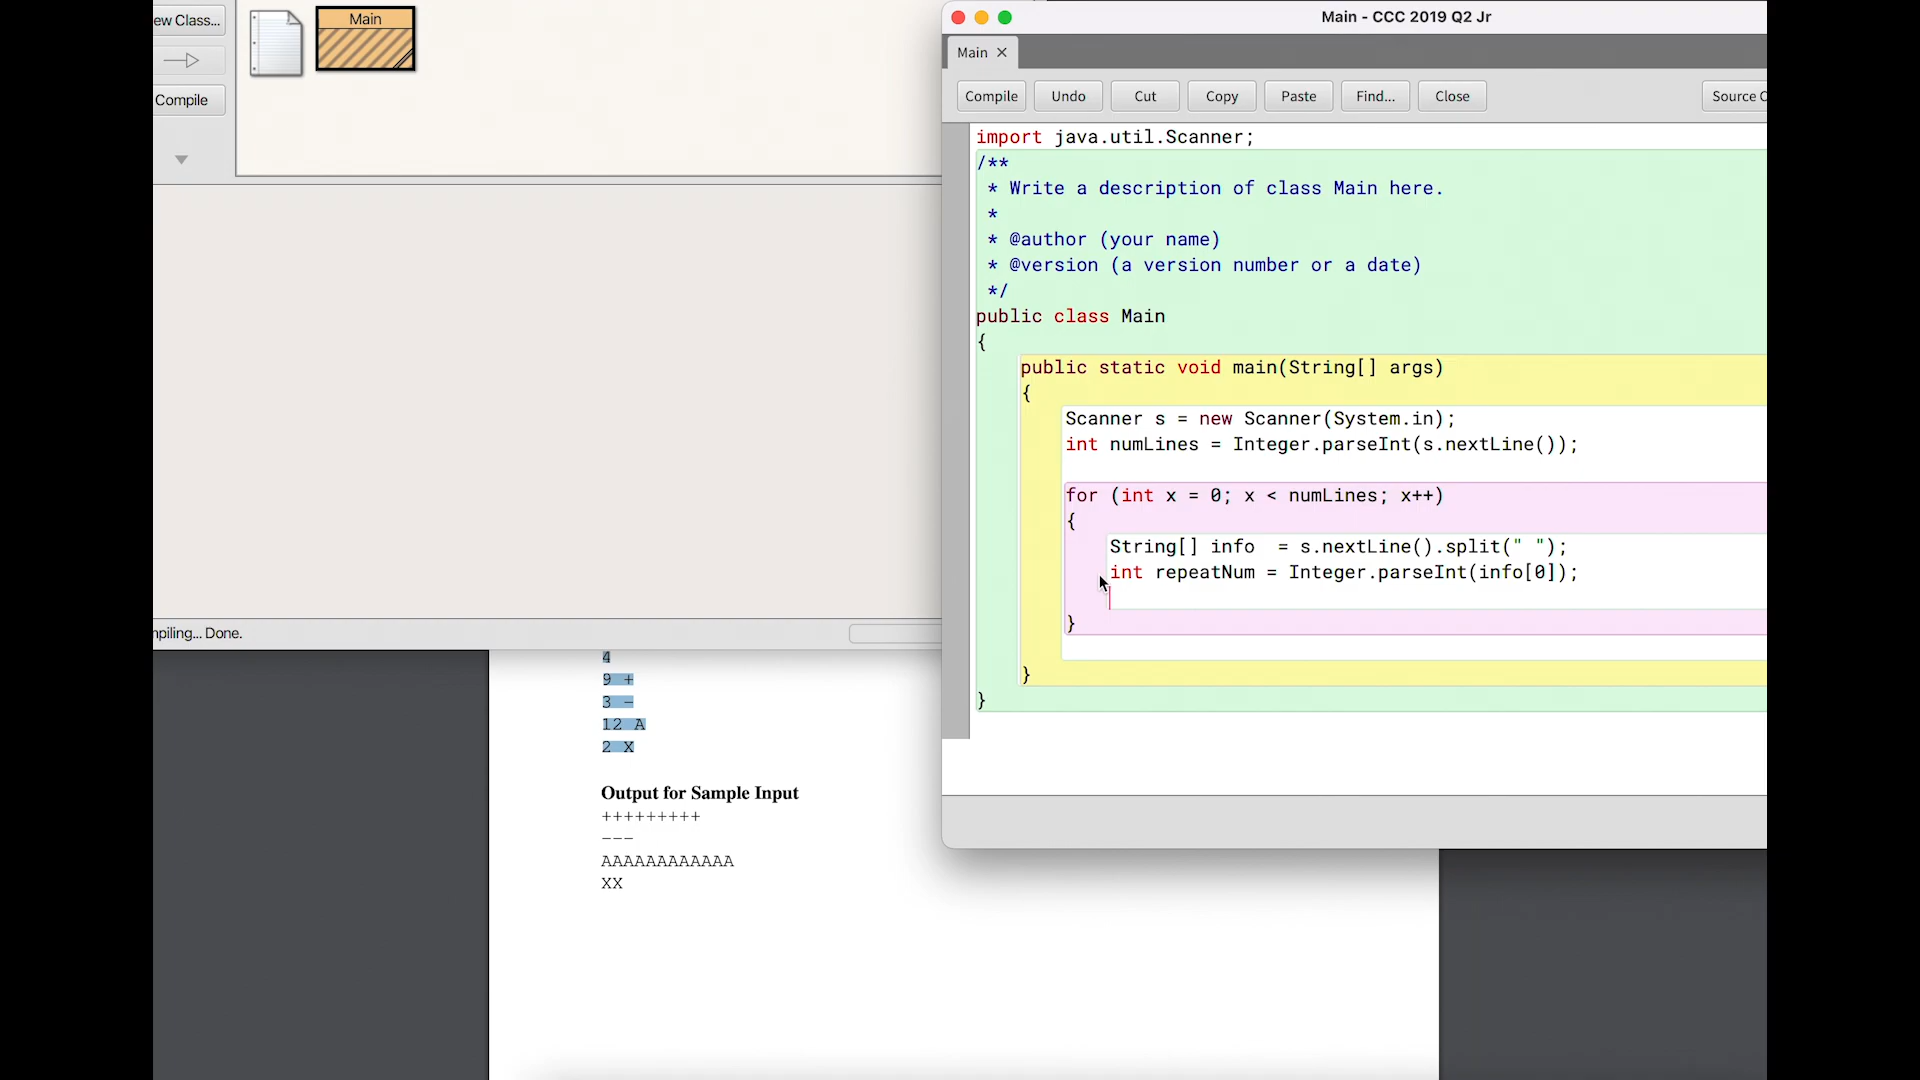 ew Class...
Compile
Main
piling... Done.
4
9 +
3 -
12 A
2 X
Output for Sample Input
+++++++++
---
AAAAAAAAAAAA
XX
Main - CCC 2019 Q2 Jr
Main ×
Compile Undo Cut Copy Paste Find... Close Source C
import java.util.Scanner;
/**
 * Write a description of class Main here.
 *
 * @author (your name)
 * @version (a version number or a date)
 */
public class Main
{
    public static void main(String[] args)
    {
        Scanner s = new Scanner(System.in);
        int numLines = Integer.parseInt(s.nextLine());
        for (int x = 0; x < numLines; x++)
        {
            String[] info  = s.nextLine().split(" ");
            int repeatNum = Integer.parseInt(info[0]);
        }
    }
}